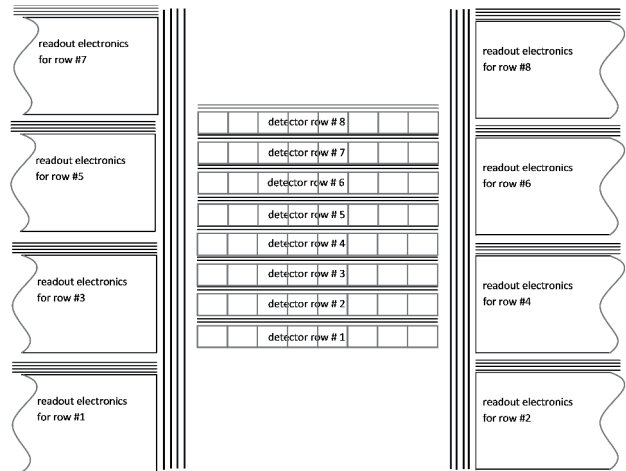 readout electronics
for row #7
readout electronics
for row #5
readout electronics
for row #3
readout electronics
for row #1
detector row # 8
detector row # 7
detector row # 6
detector row # 5
detector row # 4
detector row # 3
detector row # 2
detector row # 1
readout electronics
for row #8
readout electronics
for row #6
readout electronics
for row #4
readout electronics
for row #2